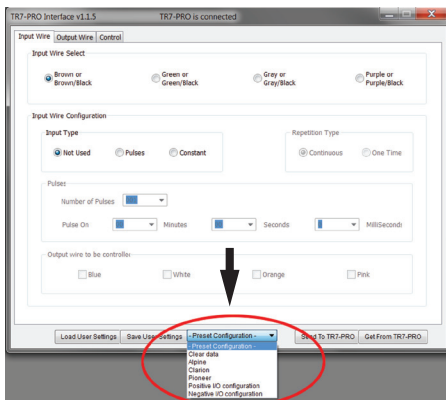 TR7-PRO Interface v1.1.5 TR7-PRO is connected
Input Wire Output Wire Control
Input Wire Select
Brown or Brown/Black
Green or Green/Black
Gray or Gray/Black
Purple or Purple/Black
Input Wire Configuration
Input Type
Not Used Pulses Constant
Repetition Type
Continuous One Time
Pulses
Number of Pulses
Pulse On Minutes Seconds MilliSeconds
Output wire to be controller
Blue White Orange Pink
Load User Settings Save User Settings - Preset Configuration - Send To TR7-PRO Get From TR7-PRO
- Preset Configuration -
Clear data
Alpine
Clarion
Pioneer
Positive I/O configuration
Negative I/O configuration